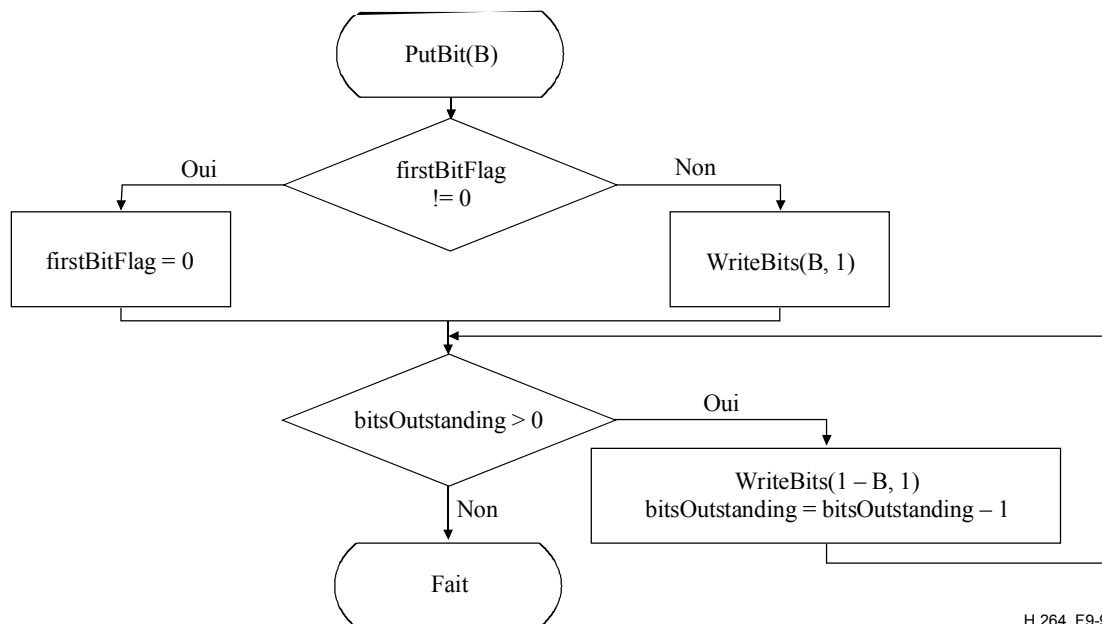 PutBit(B)
firstBitFlag
!= 0
Oui
Non
firstBitFlag = 0
WriteBits(B, 1)
bitsOutstanding > 0
Oui
WriteBits(1 – B, 1)
bitsOutstanding = bitsOutstanding – 1
Non
Fait